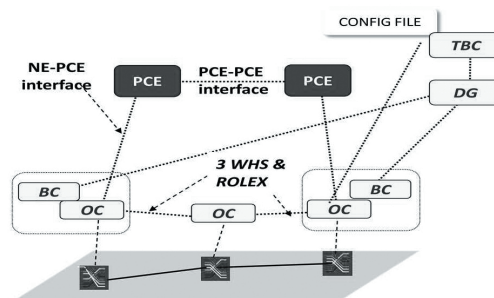 CONFIG FILE
TBC
NE-PCE
interface
PCE
PCE-PCE
interface
PCE
DG
3 WHS &
ROLEX
BC
OC
OC
BC
OC